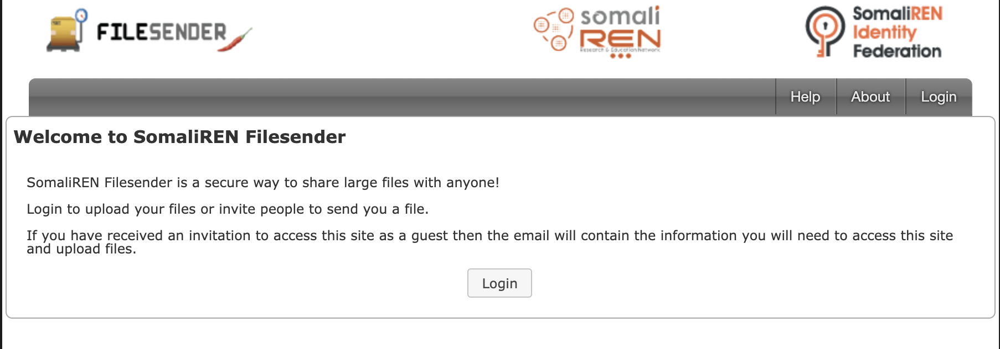 FILESENDER
somali
REN
Research & Education Network
SomaliREN
Identity
Federation
Help
About
Login
Welcome to SomaliREN Filesender
SomaliREN Filesender is a secure way to share large files with anyone!
Login to upload your files or invite people to send you a file.
If you have received an invitation to access this site as a guest then the email will contain the information you will need to access this site
and upload files.
Login